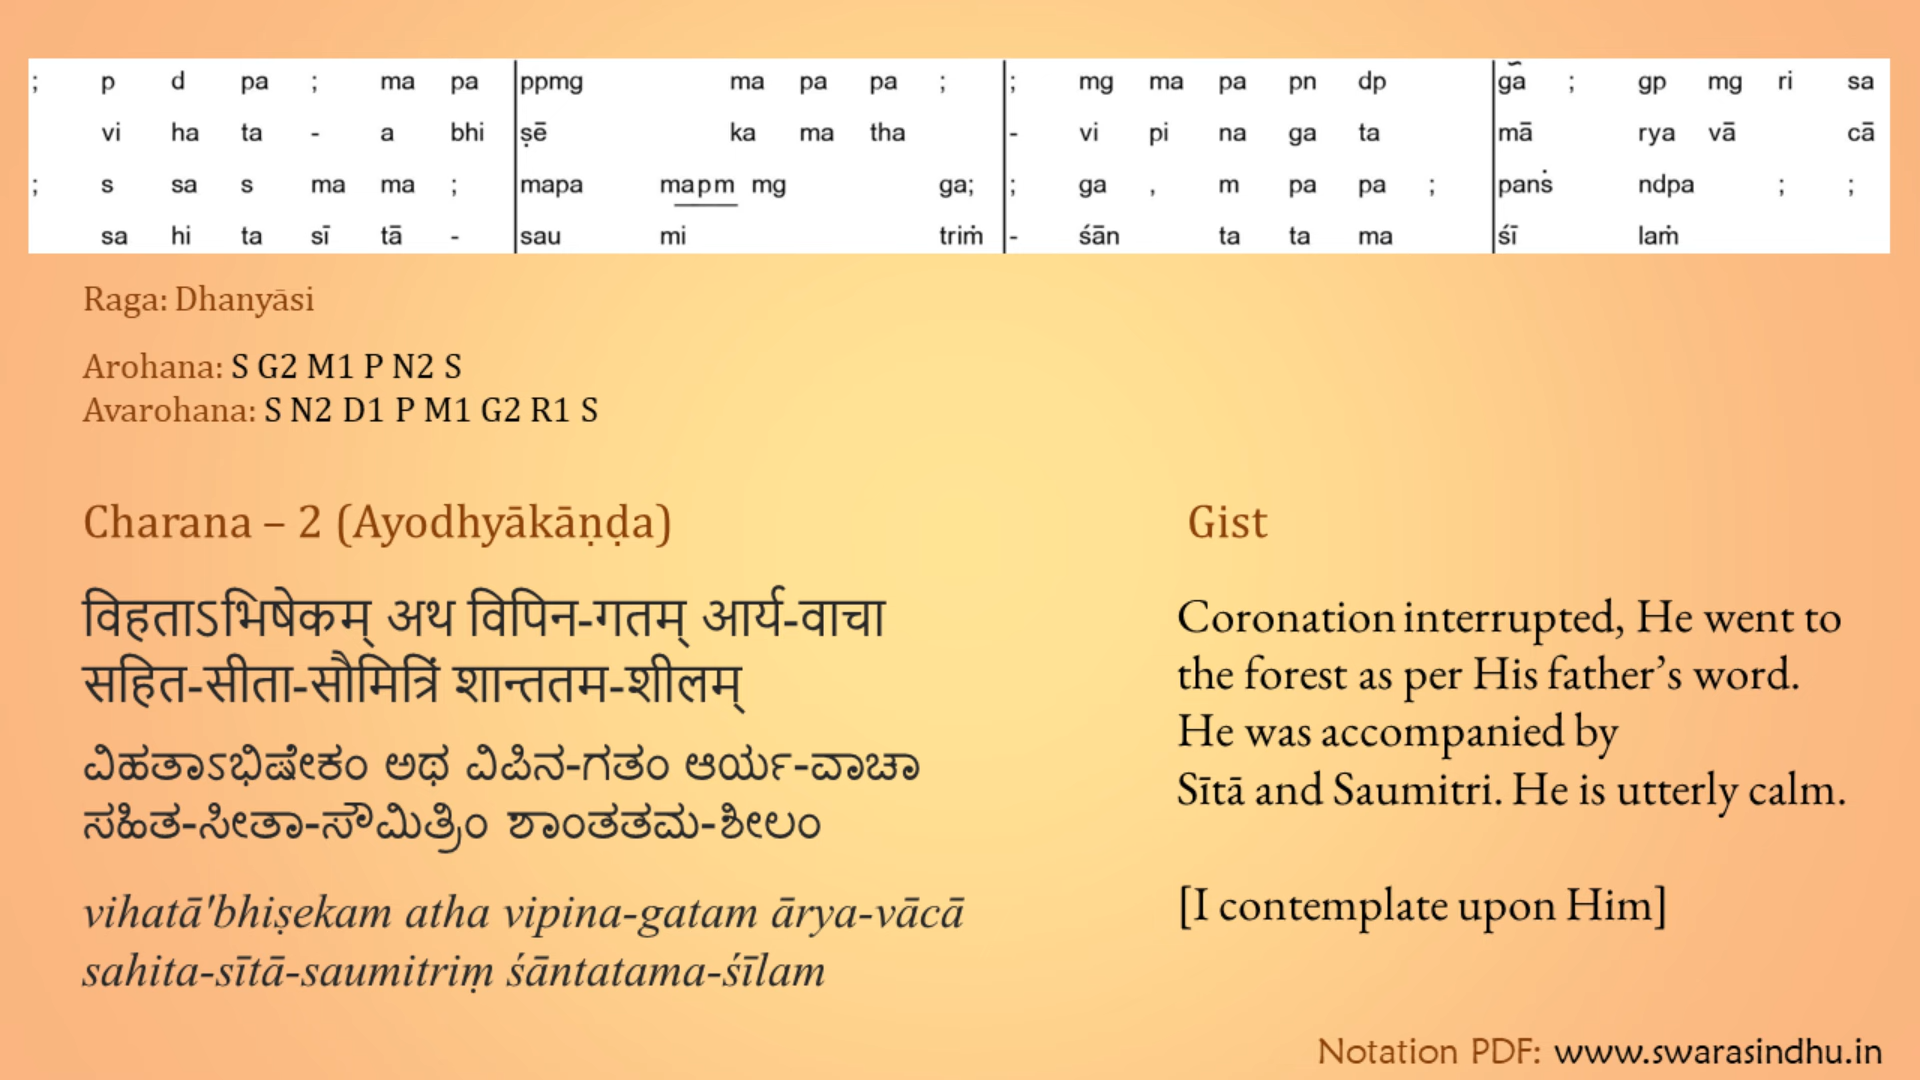 ; p d pa ; ma pa ppmg ma pa pa ; ; mg ma pa pn dp ga ; gp mg ri sa
vi ha ta - a bhi ṣē ka ma tha - vi pi na ga ta mā rya vā cā
; s sa s ma ma ; mapa mapm mg ga; ; ga , m pa pa ; panṡ ndpa ; ;
sa hi ta sī tā - sau mi triṁ - śān ta ta ma śī laṁ
Raga: Dhanyāsi
Arohana: S G2 M1 P N2 S
Avarohana: S N2 D1 P M1 G2 R1 S
Charana – 2 (Ayodhyākāṇḍa)
विहताऽभिषेकम् अथ विपिन-गतम् आर्य-वाचा
सहित-सीता-सौमित्रिं शान्ततम-शीलम्
ವಿಹತಾಽಭಿಷೇಕಂ ಅಥ ವಿಪಿನ-ಗತಂ ಆರ್ಯ-ವಾಚಾ
ಸಹಿತ-ಸೀತಾ-ಸೌಮಿತ್ರಿಂ ಶಾಂತತಮ-ಶೀಲಂ
vihatā'bhiṣekam atha vipina-gatam ārya-vācā
sahita-sītā-saumitriṃ śāntatama-śīlam
Gist
Coronation interrupted, He went to
the forest as per His father’s word.
He was accompanied by
Sītā and Saumitri. He is utterly calm.
[I contemplate upon Him]
Notation PDF: www.swarasindhu.in